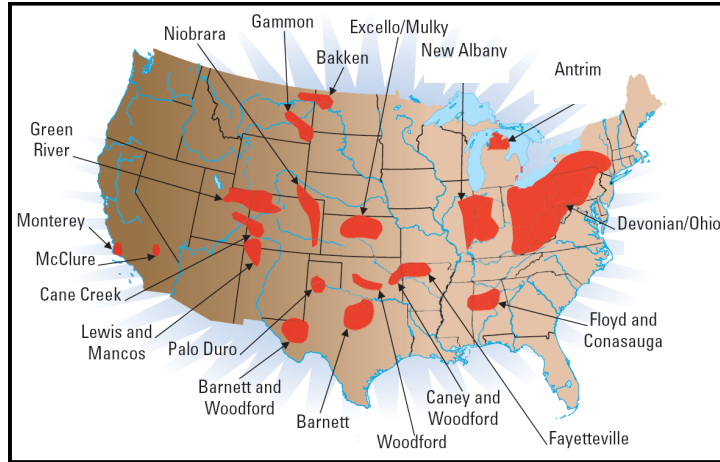 Gammon
Excello/Mulky
Niobrara
Bakken
New Albany
Antrim
Green
River
Monterey
McClure
Cane Creek
Lewis and
Mancos
Palo Duro
Barnett and
Woodford
Barnett
Woodford
Caney and
Woodford
Fayetteville
Floyd and
Conasauga
Devonian/Ohio